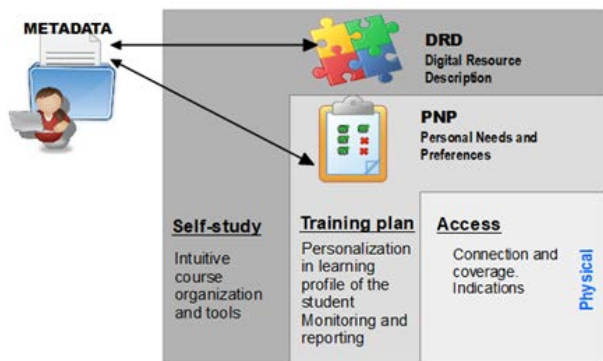 METADATA
DRD
Digital Resource
Description
PNP
Personal Needs and
Preferences
Self-study
Intuitive
course
organization
and tools
Training plan
Personalization
in learning
profile of the
student
Monitoring and
reporting
Access
Connection and
coverage.
Indications
Physical